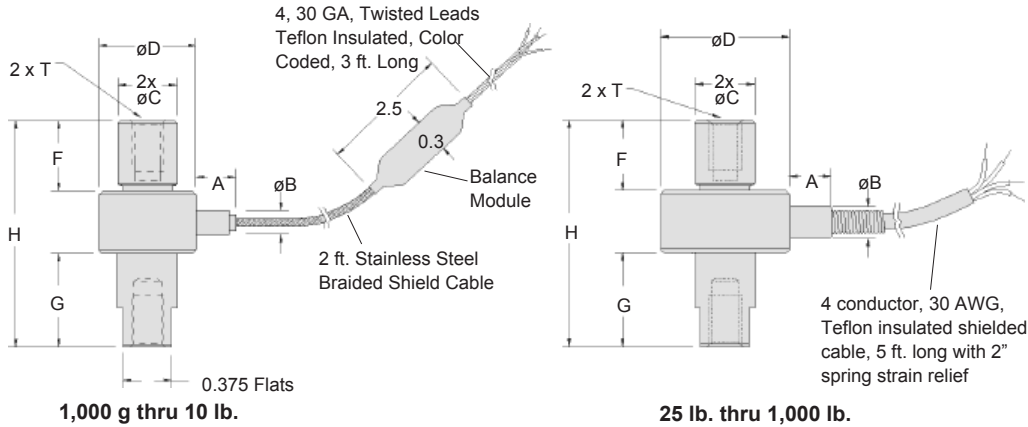 4, 30 GA, Twisted Leads
Teflon Insulated, Color
Coded, 3 ft. Long
øD
2 x T
2x
øC
2.5
0.3
F
A
øB
Balance
Module
H
2 ft. Stainless Steel
Braided Shield Cable
G
0.375 Flats
1,000 g thru 10 lb.
øD
2 x T
2x
øC
F
A
øB
H
G
4 conductor, 30 AWG,
Teflon insulated shielded
cable, 5 ft. long with 2”
spring strain relief
25 lb. thru 1,000 lb.